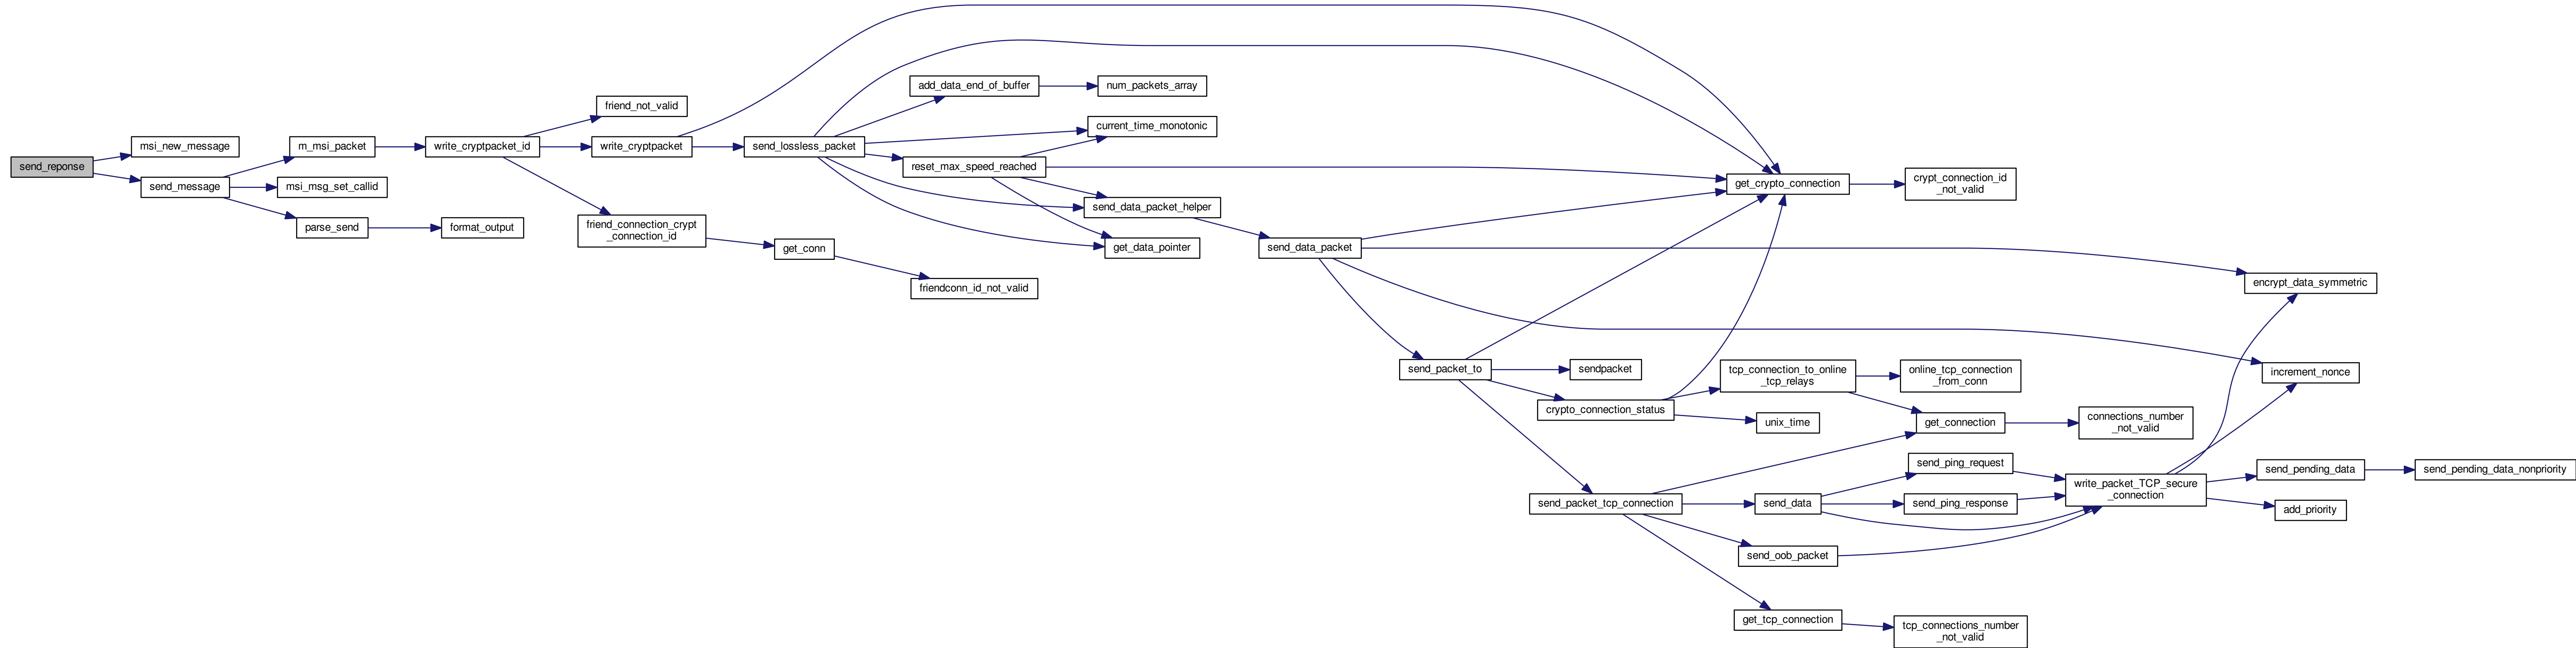 send_reponse
msi_new_message
send_message
m_msi_packet
msi_msg_set_callid
parse_send
format_output
write_cryptpacket_id
friend_not_valid
write_cryptpacket
friend_connection_crypt
_connection_id
get_conn
friendconn_id_not_valid
send_lossless_packet
add_data_end_of_buffer
num_packets_array
current_time_monotonic
reset_max_speed_reached
send_data_packet_helper
get_data_pointer
send_data_packet
get_crypto_connection
crypt_connection_id
_not_valid
encrypt_data_symmetric
increment_nonce
send_packet_to
sendpacket
crypto_connection_status
tcp_connection_to_online
_tcp_relays
online_tcp_connection
_from_conn
unix_time
get_connection
connections_number
_not_valid
send_packet_tcp_connection
send_data
send_ping_request
send_ping_response
send_oob_packet
write_packet_TCP_secure
_connection
send_pending_data
send_pending_data_nonpriority
add_priority
get_tcp_connection
tcp_connections_number
_not_valid